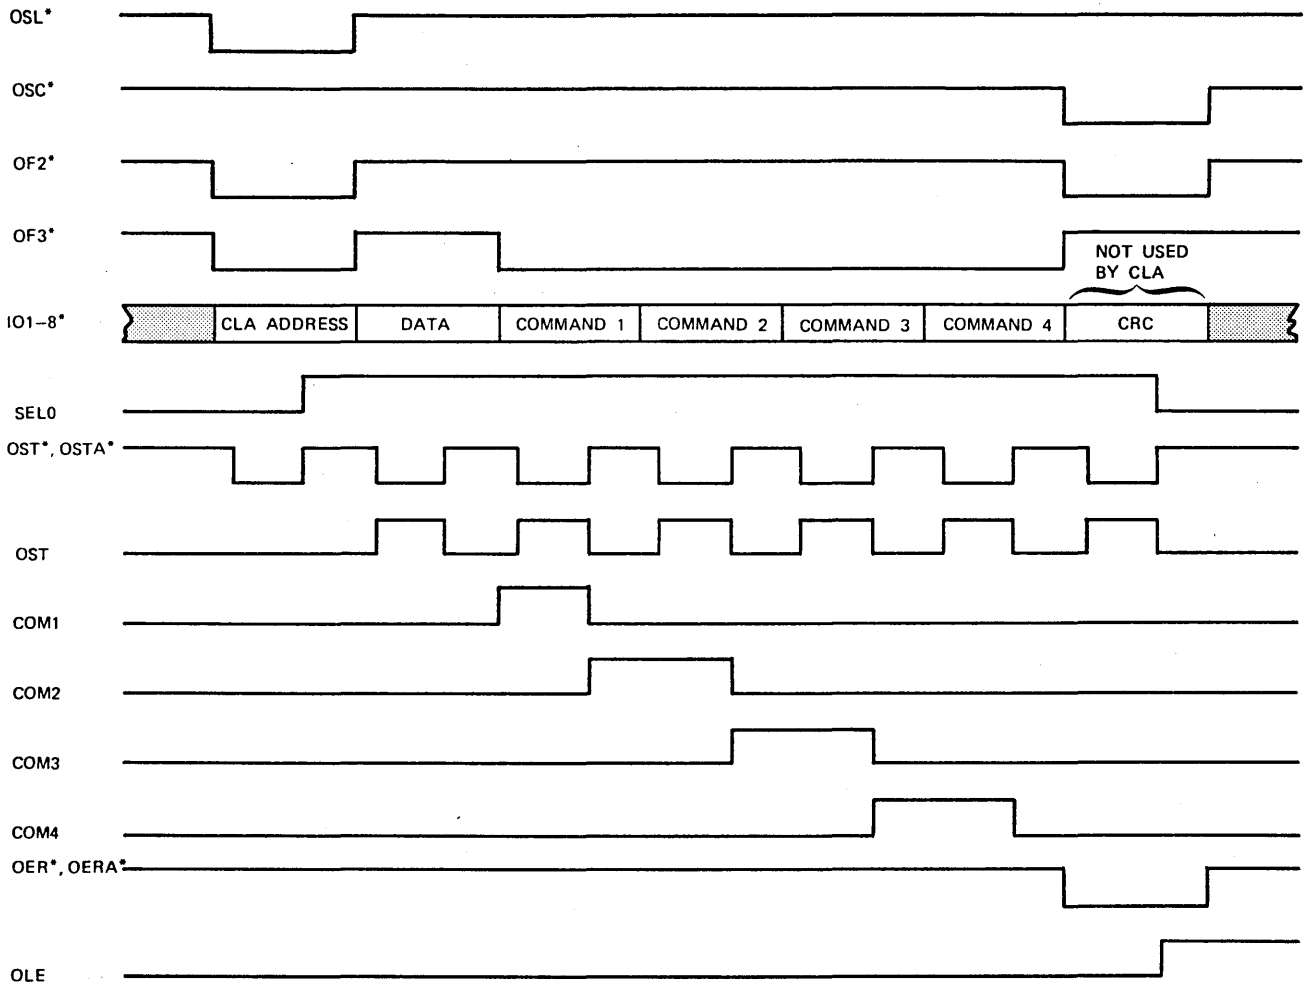 OSL*
OSC*
OF2*
OF3*
NOT USED
BY CLA
IO1–8*
CLA ADDRESS
DATA
COMMAND 1
COMMAND 2
COMMAND 3
COMMAND 4
CRC
SEL0
OST*, OSTA*
OST
COM1
COM2
COM3
COM4
OER*, OERA*
OLE